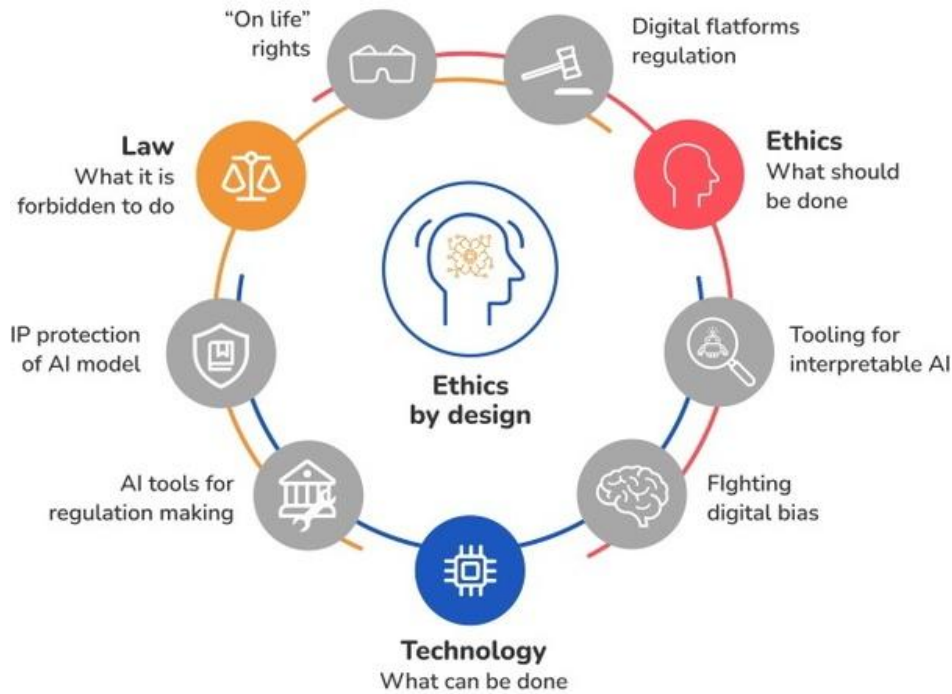 “On life”
rights
Digital flatforms
regulation
Law
What it is
forbidden to do
Ethics
What should
be done
IP protection
of AI model
Tooling for
interpretable AI
Ethics
by design
AI tools for
regulation making
FIghting
digital bias
Technology
What can be done